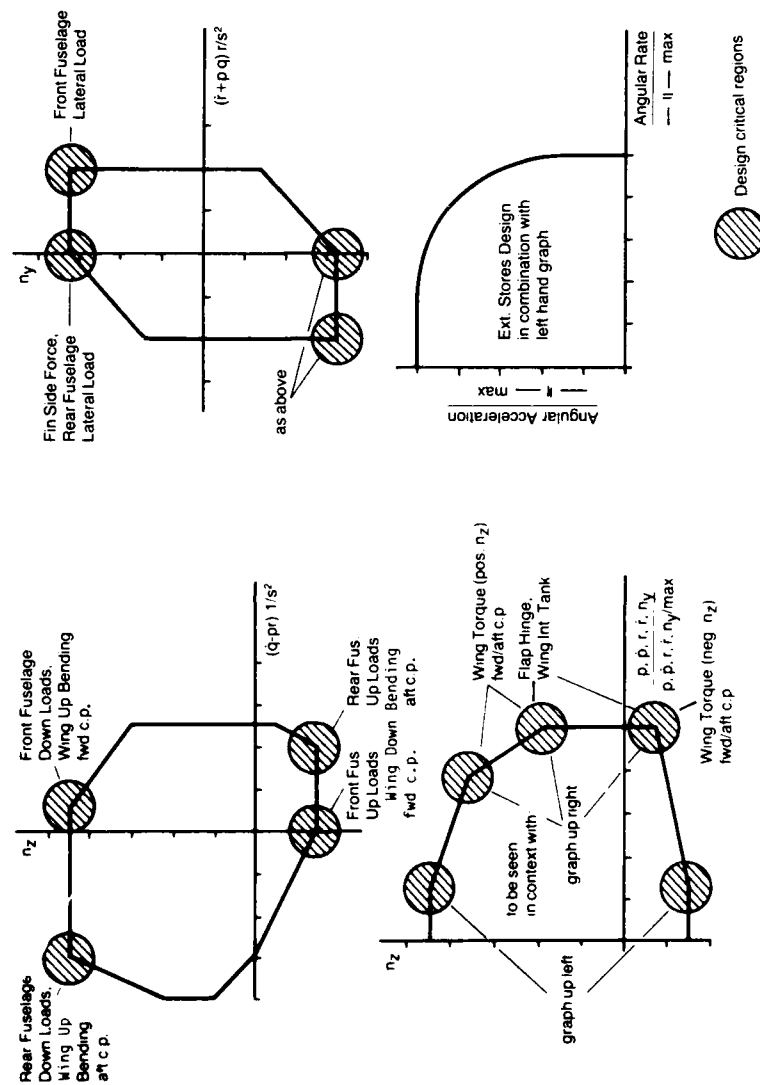 Rear Fuselage
Down Loads.
Wing Up
Bending
aft c.p.
n_z
Front Fuselage
Down Loads.
Wing Up Bending
fwd c.p.
(q̇-pr) 1/s²
Front Fus
Up Loads
Wing Down Bending
fwd c.p.
Rear Fus
Up Loads
aft c.p.
Fin Side Force,
Rear Fuselage
Lateral Load
n_y
Front Fuselage
Lateral Load
(ṙ+p q) r/s²
as above
n_z
graph up left
to be seen
in context with
graph up right
Wing Torque (pos. n_z)
fwd/aft c.p
Flap Hinge,
Wing Int Tank
p, ṗ, r, ṙ, n_y
p, ṗ, r, ṙ, n_y/max
Wing Torque (neg n_z)
fwd/aft c.p
Angular Acceleration
max
Ext. Stores Design
in combination with
left hand graph
Angular Rate
max
Design critical regions